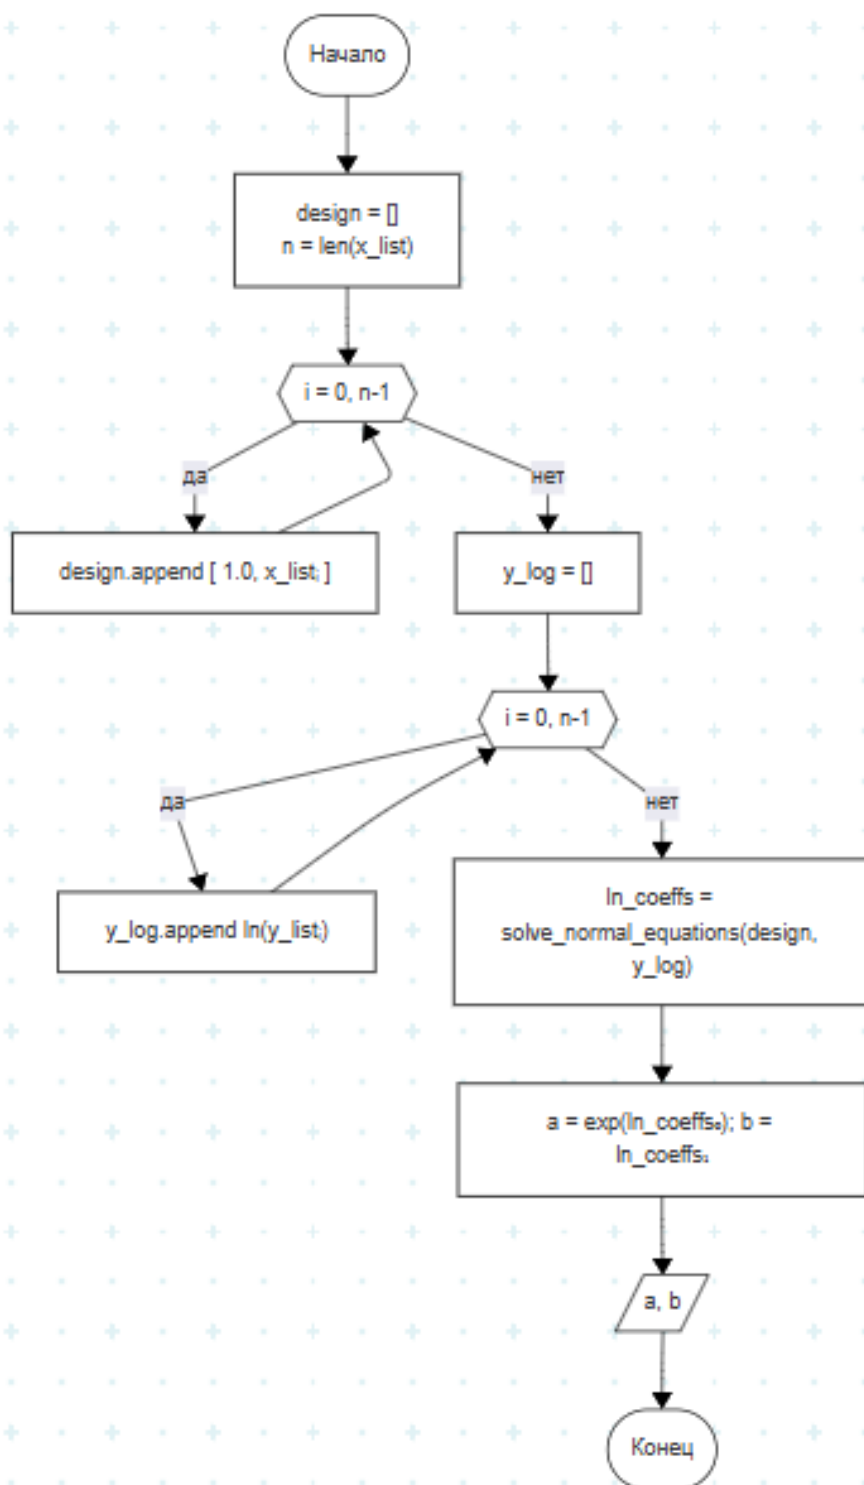 Начало
design = []
n = len(x_list)
i = 0, n-1
да
нет
design.append [ 1.0, x_listᵢ ]
y_log = []
i = 0, n-1
да
нет
y_log.append ln(y_listᵢ)
ln_coeffs =
solve_normal_equations(design,
y_log)
a = exp(ln_coeffs₀); b =
ln_coeffs₁
a, b
Конец